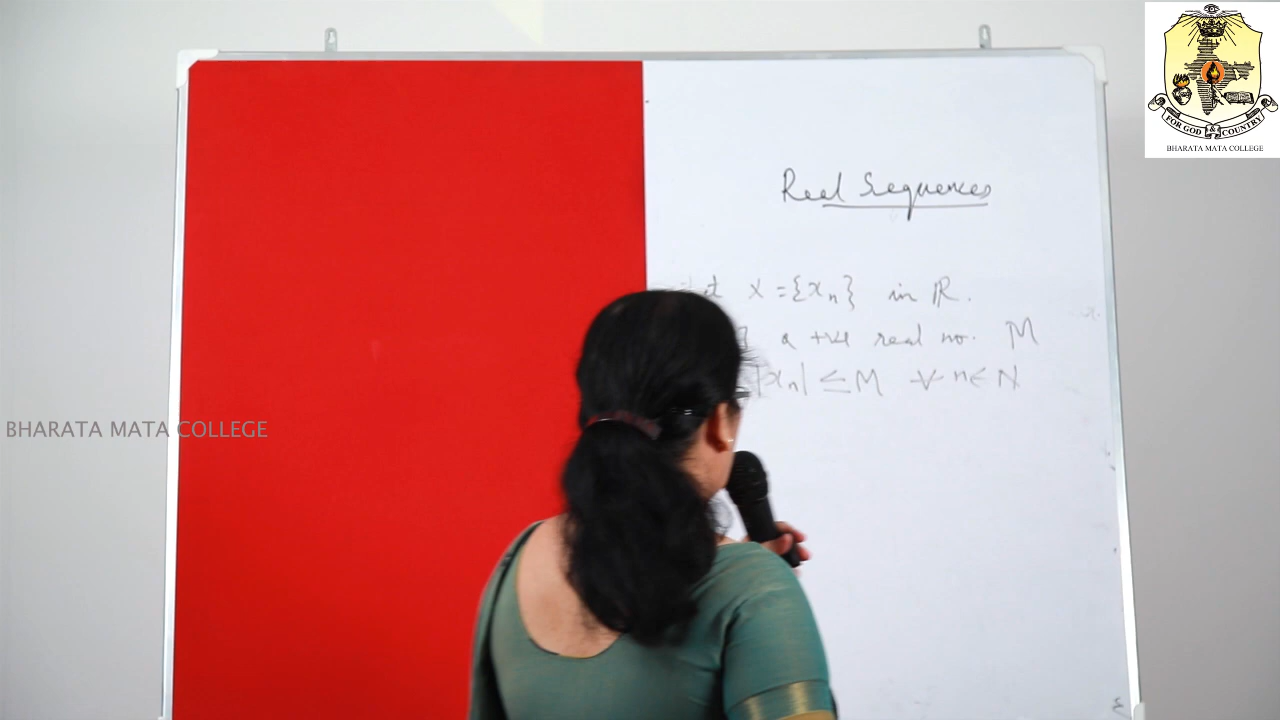 FOR GOD & COUNTRY
BHARATA MATA COLLEGE
Real Sequences
X = {xₙ} in ℝ.
a +ve real no. M
|xₙ| ≤ M ∀ n ∈ N
BHARATA MATA COLLEGE